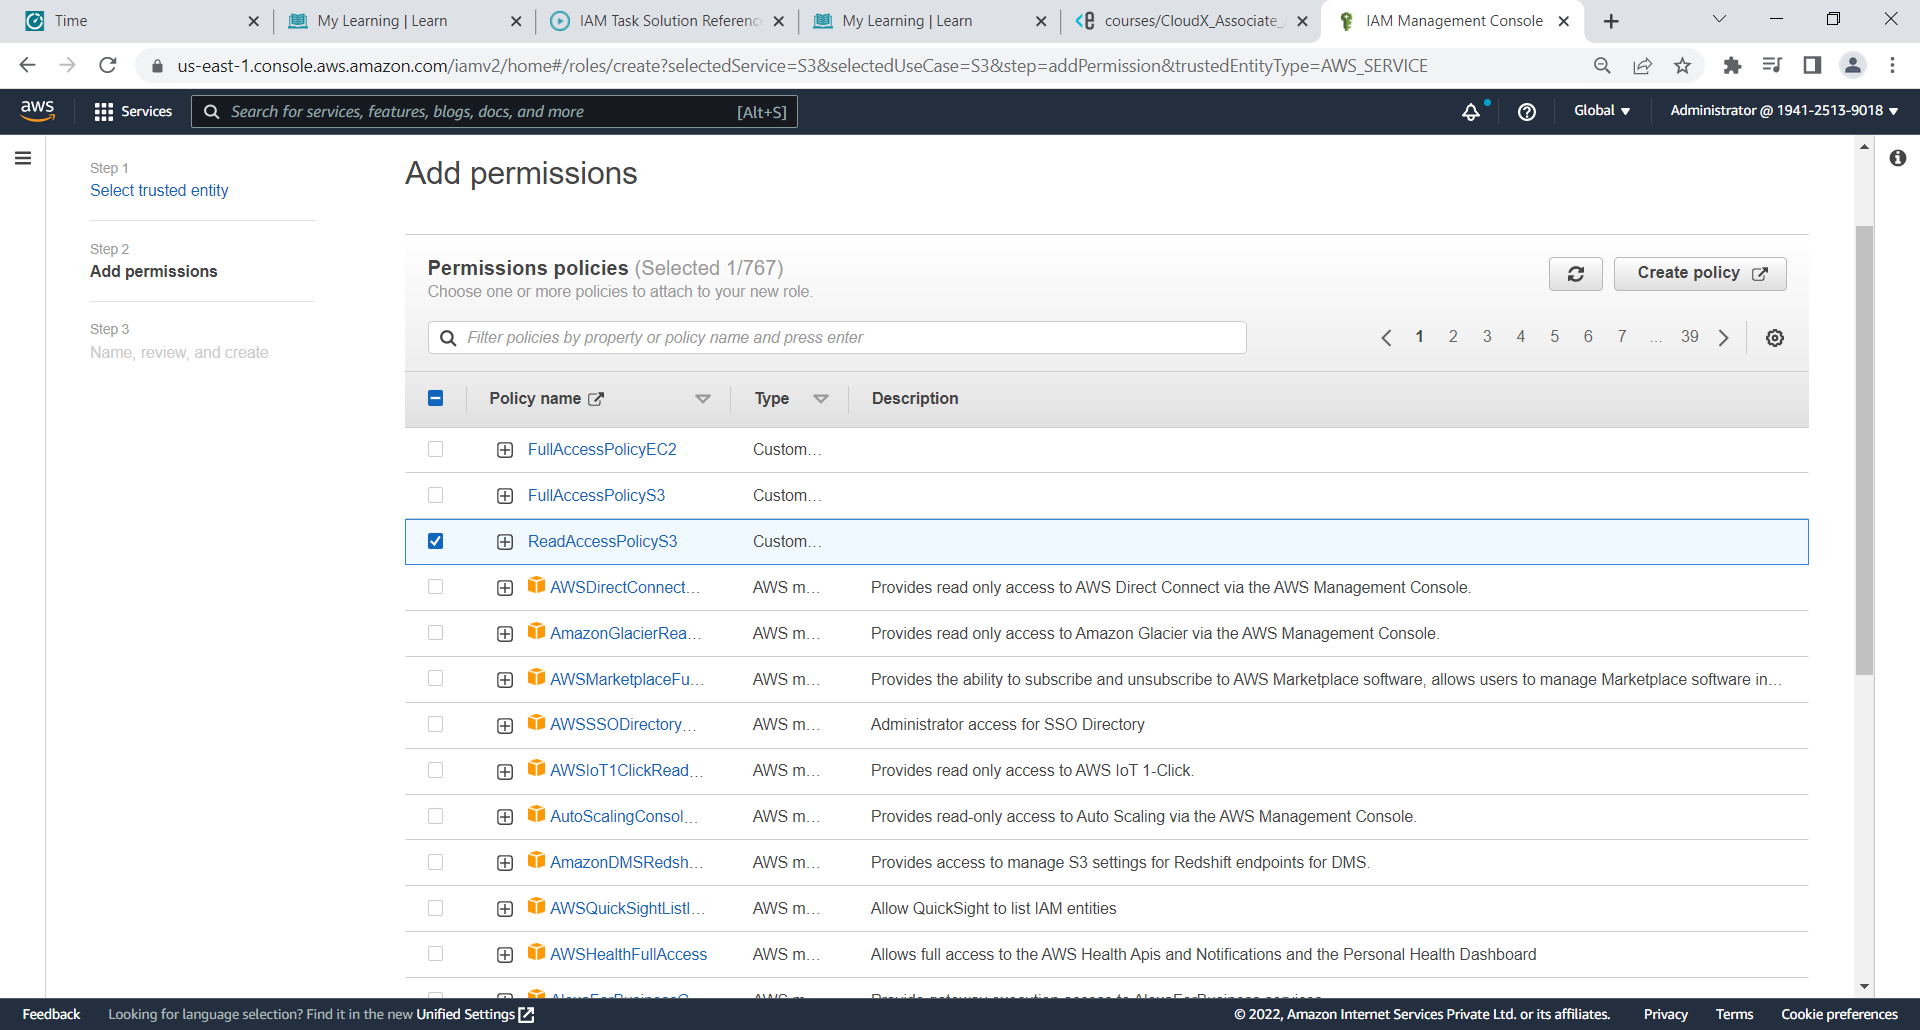 Time
My Learning | Learn
IAM Task Solution Referenc
My Learning | Learn
courses/CloudX_Associate_
IAM Management Console
us-east-1.console.aws.amazon.com/iamv2/home#/roles/create?selectedService=S3&selectedUseCase=S3&step=addPermission&trustedEntityType=AWS_SERVICE
aws
Services
Search for services, features, blogs, docs, and more
[Alt+S]
Global
Administrator @ 1941-2513-9018
Step 1
Select trusted entity
Step 2
Add permissions
Step 3
Name, review, and create
Add permissions
Permissions policies (Selected 1/767)
Choose one or more policies to attach to your new role.
Create policy
Filter policies by property or policy name and press enter
1 2 3 4 5 6 7 ... 39
Policy name Type Description
FullAccessPolicyEC2 Custom...
FullAccessPolicyS3 Custom...
ReadAccessPolicyS3 Custom...
AWSDirectConnect... AWS m... Provides read only access to AWS Direct Connect via the AWS Management Console.
AmazonGlacierRea... AWS m... Provides read only access to Amazon Glacier via the AWS Management Console.
AWSMarketplaceFu... AWS m... Provides the ability to subscribe and unsubscribe to AWS Marketplace software, allows users to manage Marketplace software in...
AWSSSODirectory... AWS m... Administrator access for SSO Directory
AWSIoT1ClickRead... AWS m... Provides read only access to AWS IoT 1-Click.
AutoScalingConsol... AWS m... Provides read-only access to Auto Scaling via the AWS Management Console.
AmazonDMSRedsh... AWS m... Provides access to manage S3 settings for Redshift endpoints for DMS.
AWSQuickSightListI... AWS m... Allow QuickSight to list IAM entities
AWSHealthFullAccess AWS m... Allows full access to the AWS Health Apis and Notifications and the Personal Health Dashboard
AlexaForBusinessG... AWS m... Provide gateway execution access to AlexaForBusiness services
Feedback
Looking for language selection? Find it in the new Unified Settings
© 2022, Amazon Internet Services Private Ltd. or its affiliates.
Privacy
Terms
Cookie preferences